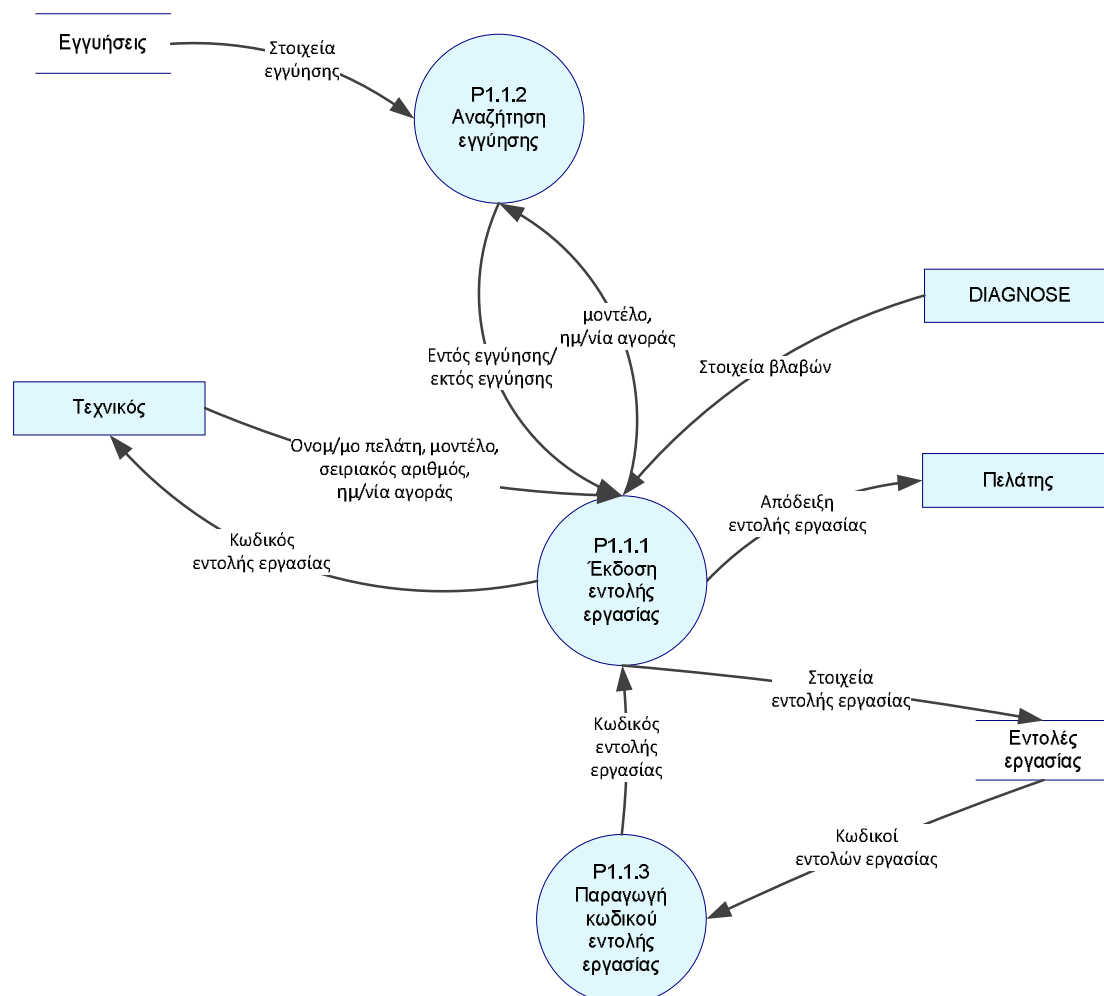 Εγγυήσεις
Στοιχεία
εγγύησης
P1.1.2
Αναζήτηση
εγγύησης
DIAGNOSE
μοντέλο,
ημ/νία αγοράς
Εντός εγγύησης/
εκτός εγγύησης
Στοιχεία βλαβών
Τεχνικός
Ονομ/μο πελάτη, μοντέλο,
σειριακός αριθμός,
ημ/νία αγοράς
Πελάτης
Απόδειξη
εντολής εργασίας
Κωδικός
εντολής εργασίας
P1.1.1
Έκδοση
εντολής
εργασίας
Στοιχεία
εντολής εργασίας
Κωδικός
εντολής
εργασίας
Εντολές
εργασίας
Κωδικοί
εντολών εργασίας
P1.1.3
Παραγωγή
κωδικού
εντολής
εργασίας